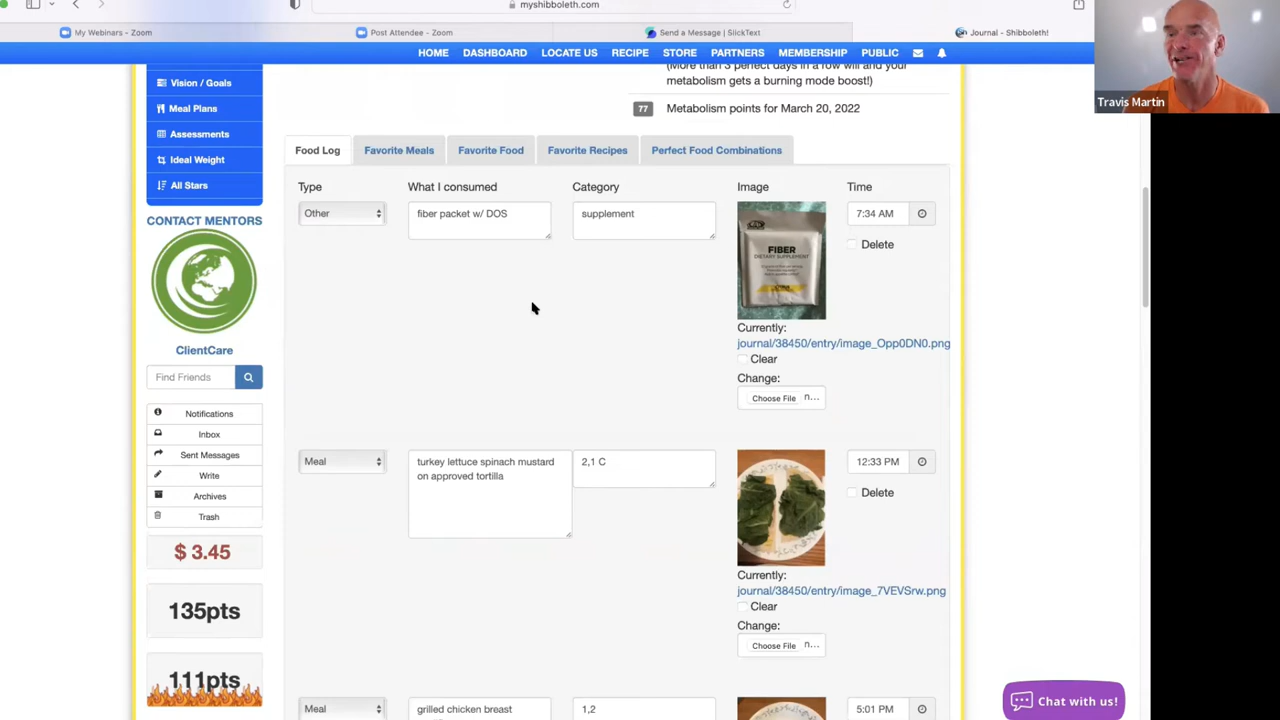 myshibboleth.com
My Webinars - Zoom
Post Attendee - Zoom
Send a Message | SlickText
Journal - Shibboleth!
HOME DASHBOARD LOCATE US RECIPE STORE PARTNERS MEMBERSHIP PUBLIC
Travis Martin
Vision / Goals
Meal Plans
Assessments
Ideal Weight
All Stars
CONTACT MENTORS
ClientCare
Find Friends
Notifications
Inbox
Sent Messages
Write
Archives
Trash
$ 3.45
135pts
111pts
(More than 3 perfect days in a row will and your
metabolism gets a burning mode boost!)
77 Metabolism points for March 20, 2022
Food Log Favorite Meals Favorite Food Favorite Recipes Perfect Food Combinations
Type What I consumed Category Image Time
Other
fiber packet w/ DOS
supplement
FIBER
DIETARY SUPPLEMENT
7:34 AM
Delete
Currently:
journal/38450/entry/image_Opp0DN0.png
Clear
Change:
Choose File n...
Meal
turkey lettuce spinach mustard
on approved tortilla
2,1 C
12:33 PM
Delete
Currently:
journal/38450/entry/image_7VEVSrw.png
Clear
Change:
Choose File n...
Meal
grilled chicken breast
1,2
5:01 PM
Chat with us!